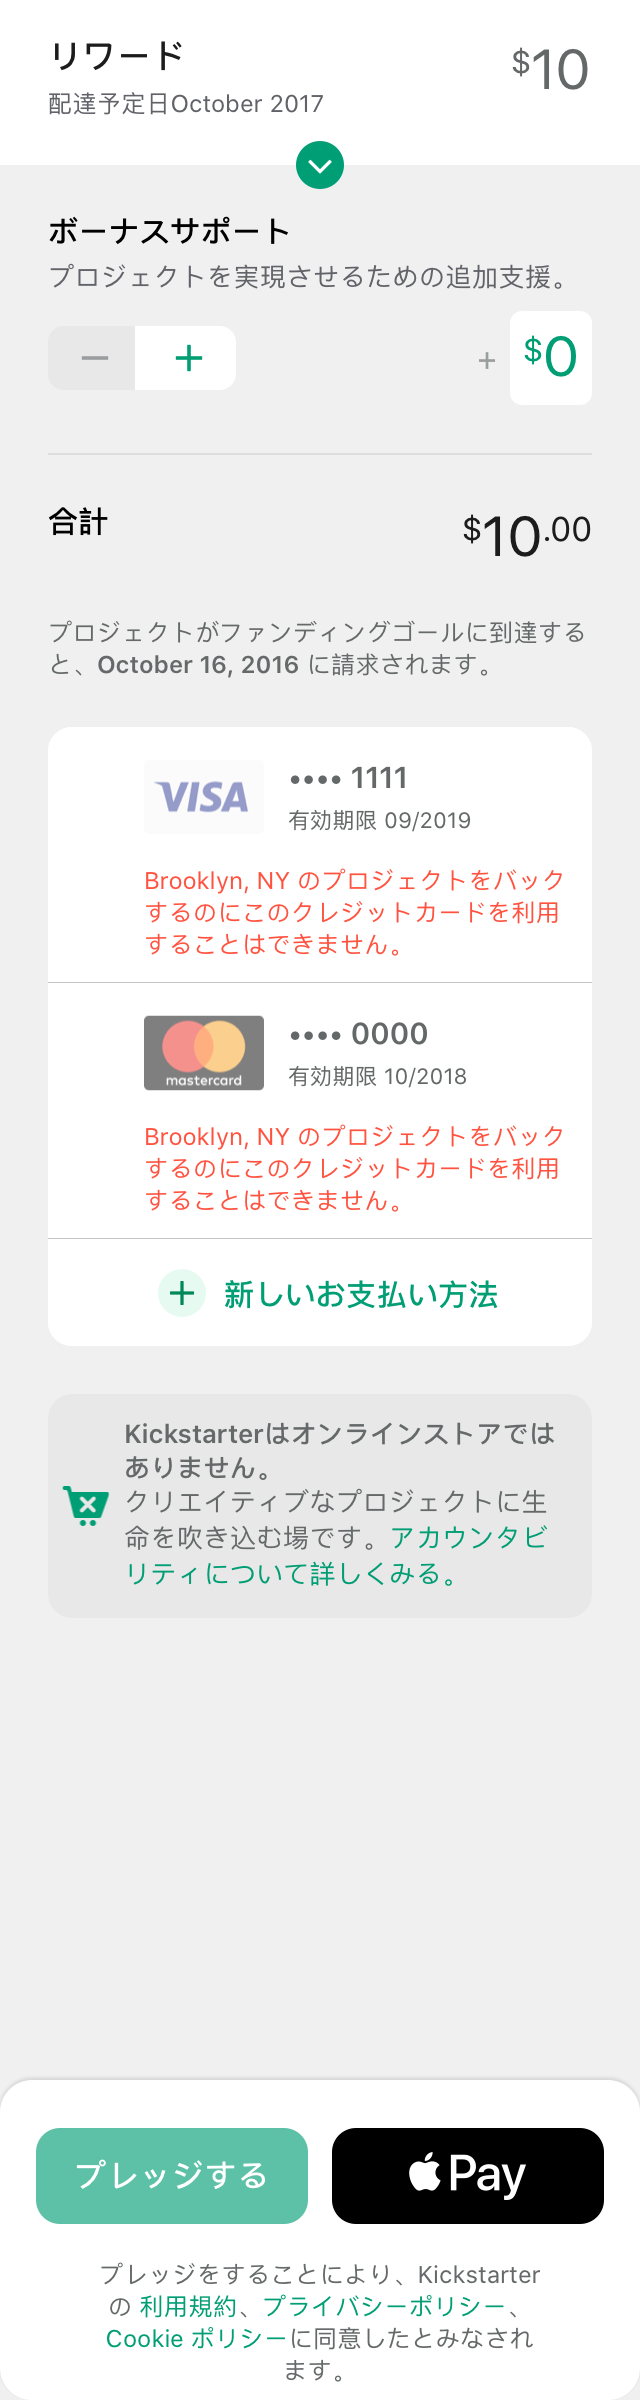 リワード
$10
配達予定日October 2017
ボーナスサポート
プロジェクトを実現させるための追加支援。
− + + $0
合計
$10.00
プロジェクトがファンディングゴールに到達する
と、October 16, 2016 に請求されます。
VISA •••• 1111
有効期限 09/2019
Brooklyn, NY のプロジェクトをバック
するのにこのクレジットカードを利用
することはできません。
•••• 0000
mastercard
有効期限 10/2018
Brooklyn, NY のプロジェクトをバック
するのにこのクレジットカードを利用
することはできません。
+ 新しいお支払い方法
Kickstarterはオンラインストアでは
ありません。
クリエイティブなプロジェクトに生
命を吹き込む場です。アカウンタビ
リティについて詳しくみる。
プレッジする
Pay
プレッジをすることにより、Kickstarter
の 利用規約、プライバシーポリシー、
Cookie ポリシーに同意したとみなされ
ます。